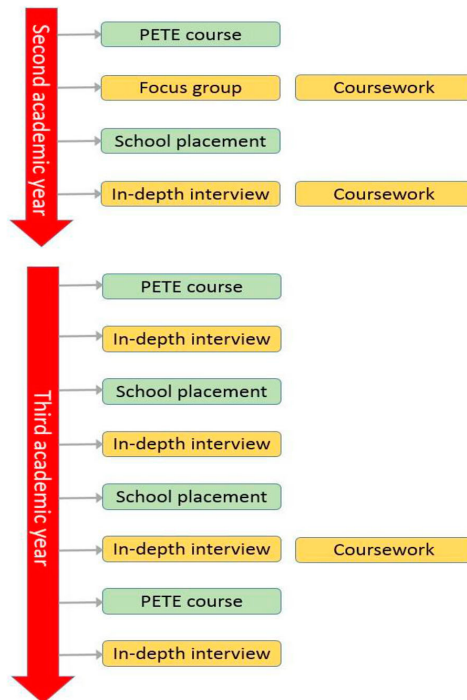 Second academic year
PETE course
Focus group Coursework
School placement
In-depth interview Coursework
Third academic year
PETE course
In-depth interview
School placement
In-depth interview
School placement
In-depth interview Coursework
PETE course
In-depth interview